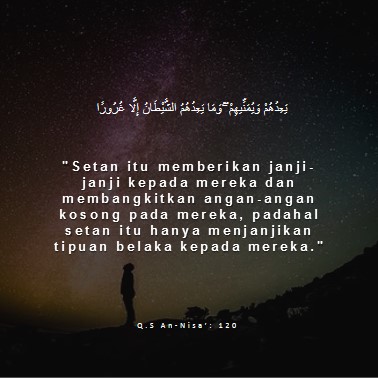 يَعِدُهُمْ وَيُمَنِّيهِمْ ۖ وَمَا يَعِدُهُمُ الشَّيْطَانُ إِلَّا غُرُورًا
"Setan itu memberikan janji-
janji kepada mereka dan
membangkitkan angan-angan
kosong pada mereka, padahal
setan itu hanya menjanjikan
tipuan belaka kepada mereka."
Q.S An-Nisa': 120